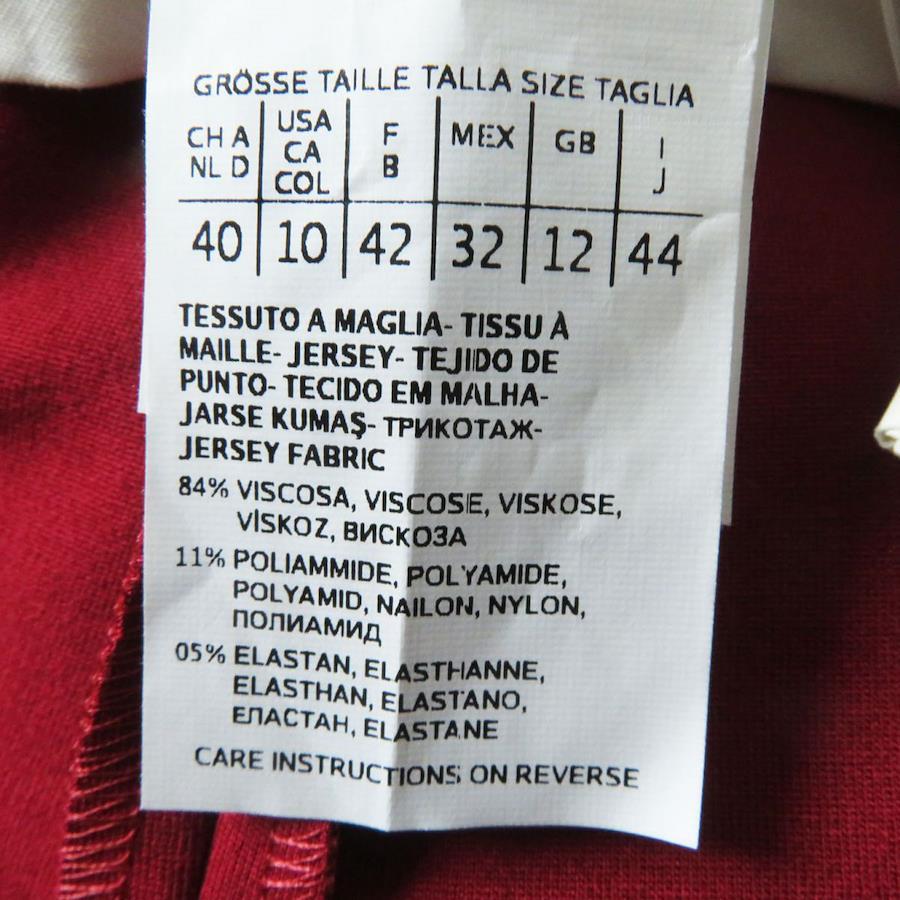 GRÖSSE TAILLE TALLA SIZE TAGLIA
CH A USA F MEX GB I
NL D CA B J
COL
40 10 42 32 12 44
TESSUTO A MAGLIA- TISSU À
MAILLE- JERSEY- TEJIDO DE
PUNTO- TECIDO EM MALHA-
JARSE KUMAŞ- ТРИКОТАЖ-
JERSEY FABRIC
84% VISCOSA, VISCOSE, VISKOSE,
VİSKOZ, ВИСКОЗА
11% POLIAMMIDE, POLYAMIDE,
POLYAMID, NAILON, NYLON,
ПОЛИАМИД
05% ELASTAN, ELASTHANNE,
ELASTHAN, ELASTANO,
ЕЛАСТАН, ELASTANE
CARE INSTRUCTIONS ON REVERSE